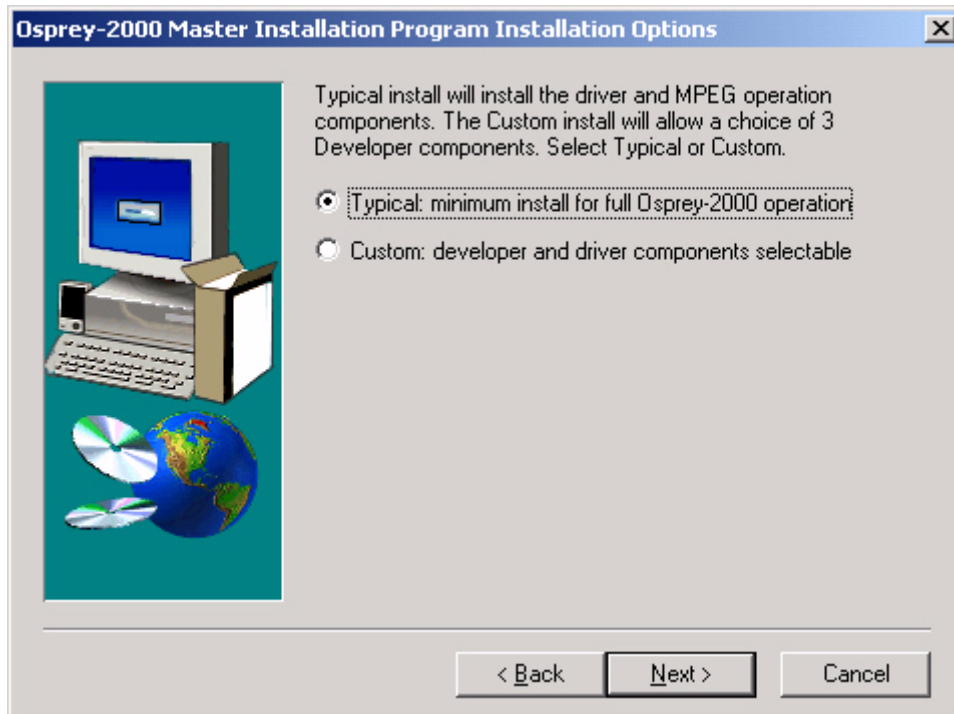 Osprey-2000 Master Installation Program Installation Options
Typical install will install the driver and MPEG operation
components. The Custom install will allow a choice of 3
Developer components. Select Typical or Custom.
Typical: minimum install for full Osprey-2000 operation
Custom: developer and driver components selectable
< Back
Next >
Cancel